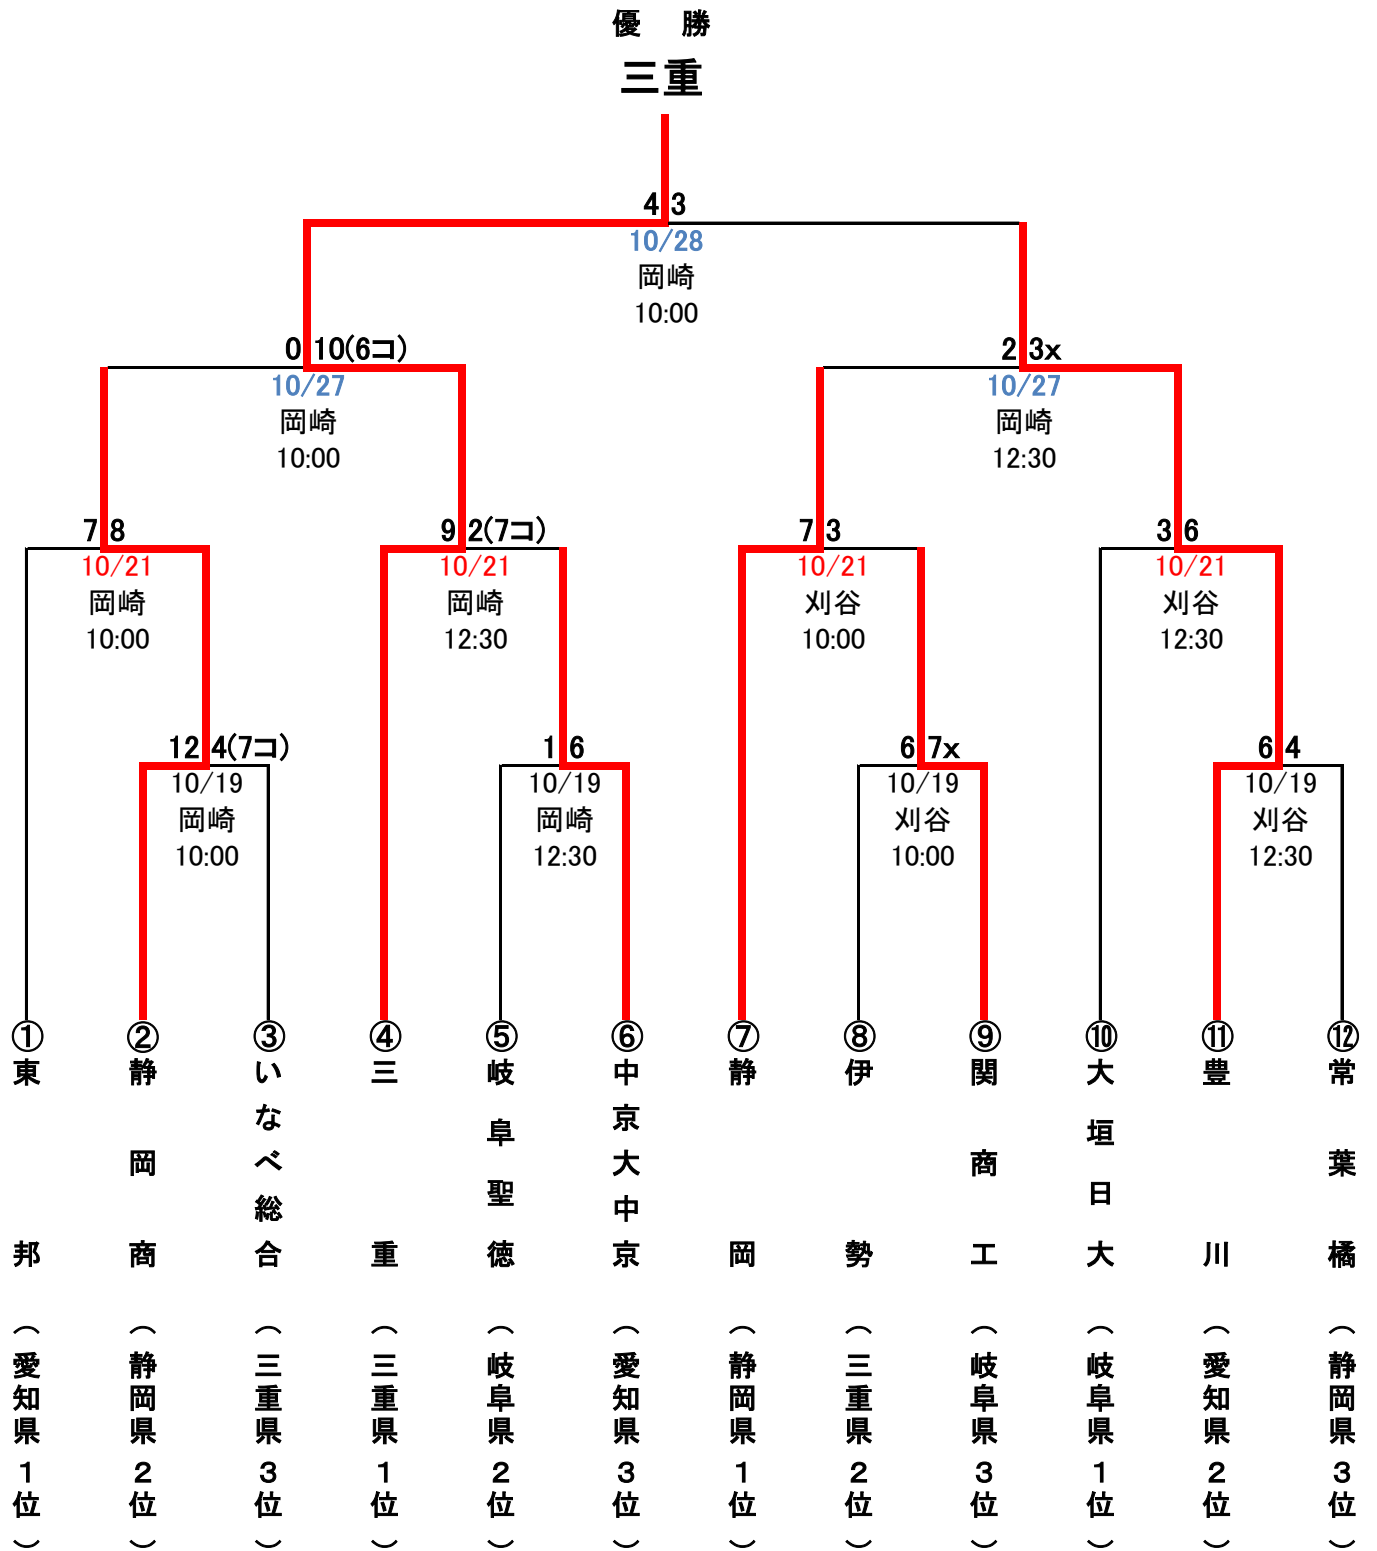 優　勝
三重
4 3
10/28
岡崎
10:00
0 10(6コ)
10/27
岡崎
10:00
2 3x
10/27
岡崎
12:30
7 8
10/21
岡崎
10:00
9 2(7コ)
10/21
岡崎
12:30
7 3
10/21
刈谷
10:00
3 6
10/21
刈谷
12:30
12 4(7コ)
10/19
岡崎
10:00
1 6
10/19
岡崎
12:30
6 7x
10/19
刈谷
10:00
6 4
10/19
刈谷
12:30
①東邦（愛知県1位）
②静岡商（静岡県2位）
③いなべ総合（三重県3位）
④三重（三重県1位）
⑤岐阜聖徳（岐阜県2位）
⑥中京大中京（愛知県3位）
⑦静岡（静岡県1位）
⑧伊勢（三重県2位）
⑨関商工（岐阜県3位）
⑩大垣日大（岐阜県1位）
⑪豊川（愛知県2位）
⑫常葉橘（静岡県3位）